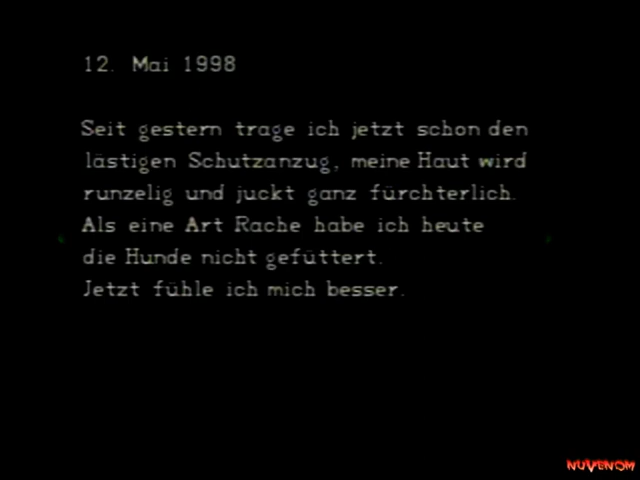 12. Mai 1998
Seit gestern trage ich jetzt schon den
lästigen Schutzanzug, meine Haut wird
runzelig und juckt ganz fürchterlich.
Als eine Art Rache habe ich heute
die Hunde nicht gefüttert.
Jetzt fühle ich mich besser.
NUVENOM